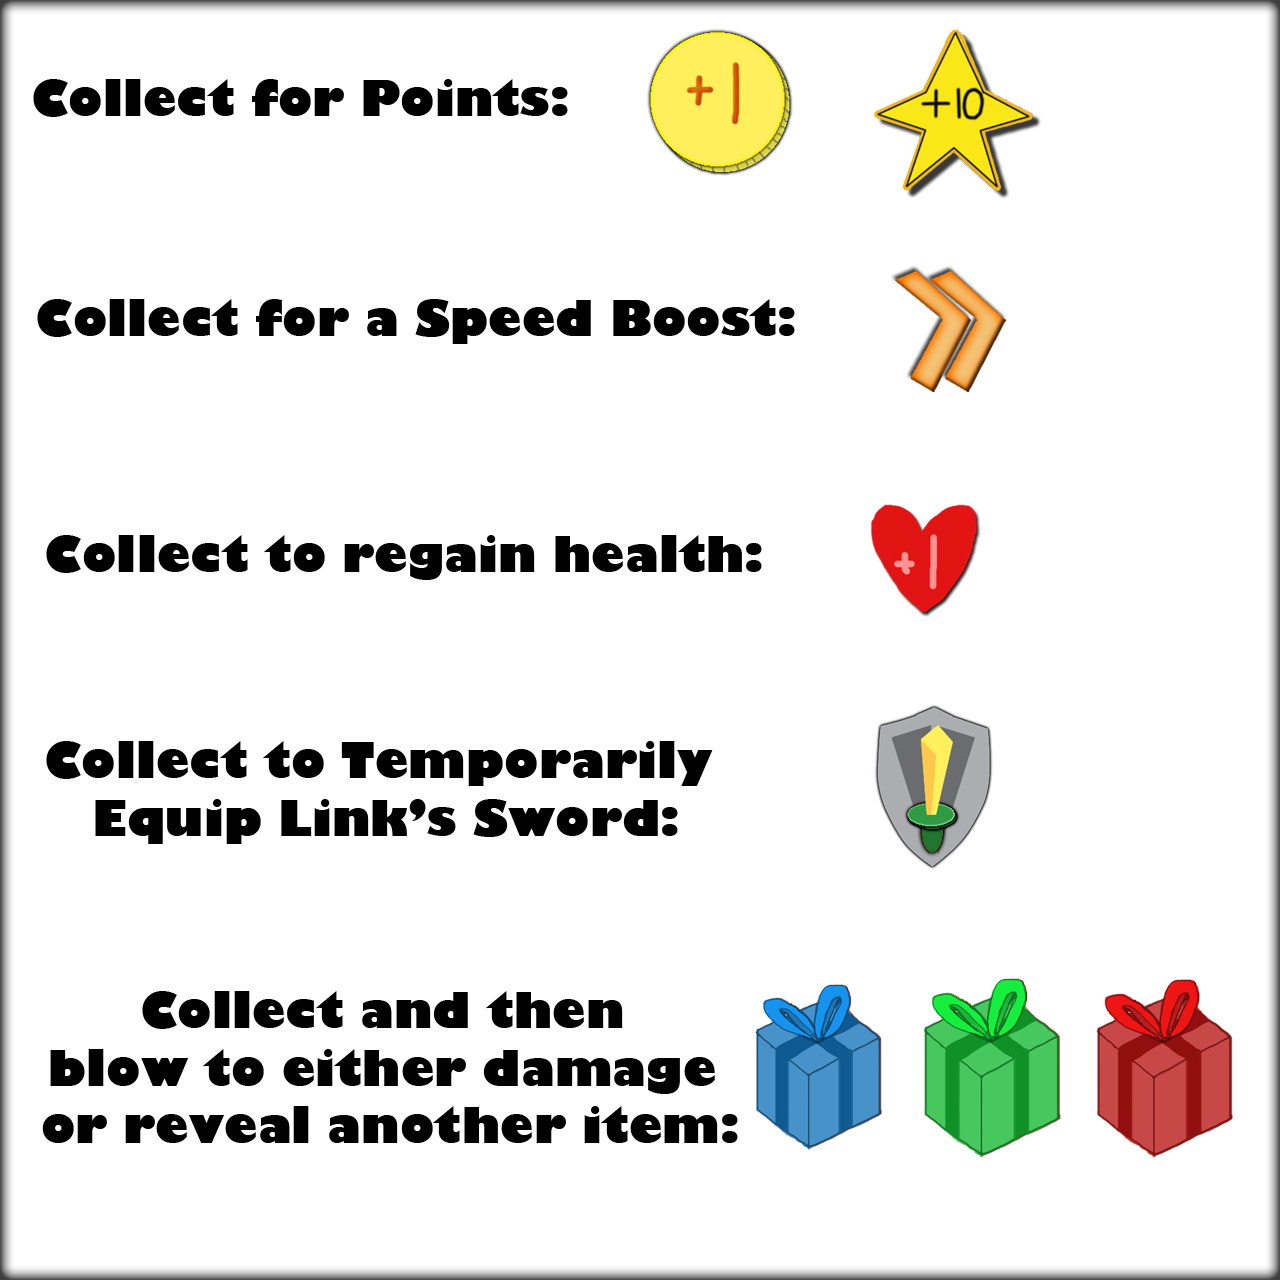 Collect for Points: +1 +10
Collect for a Speed Boost:
Collect to regain health: +1
Collect to Temporarily
Equip Link's Sword:
Collect and then
blow to either damage
or reveal another item: